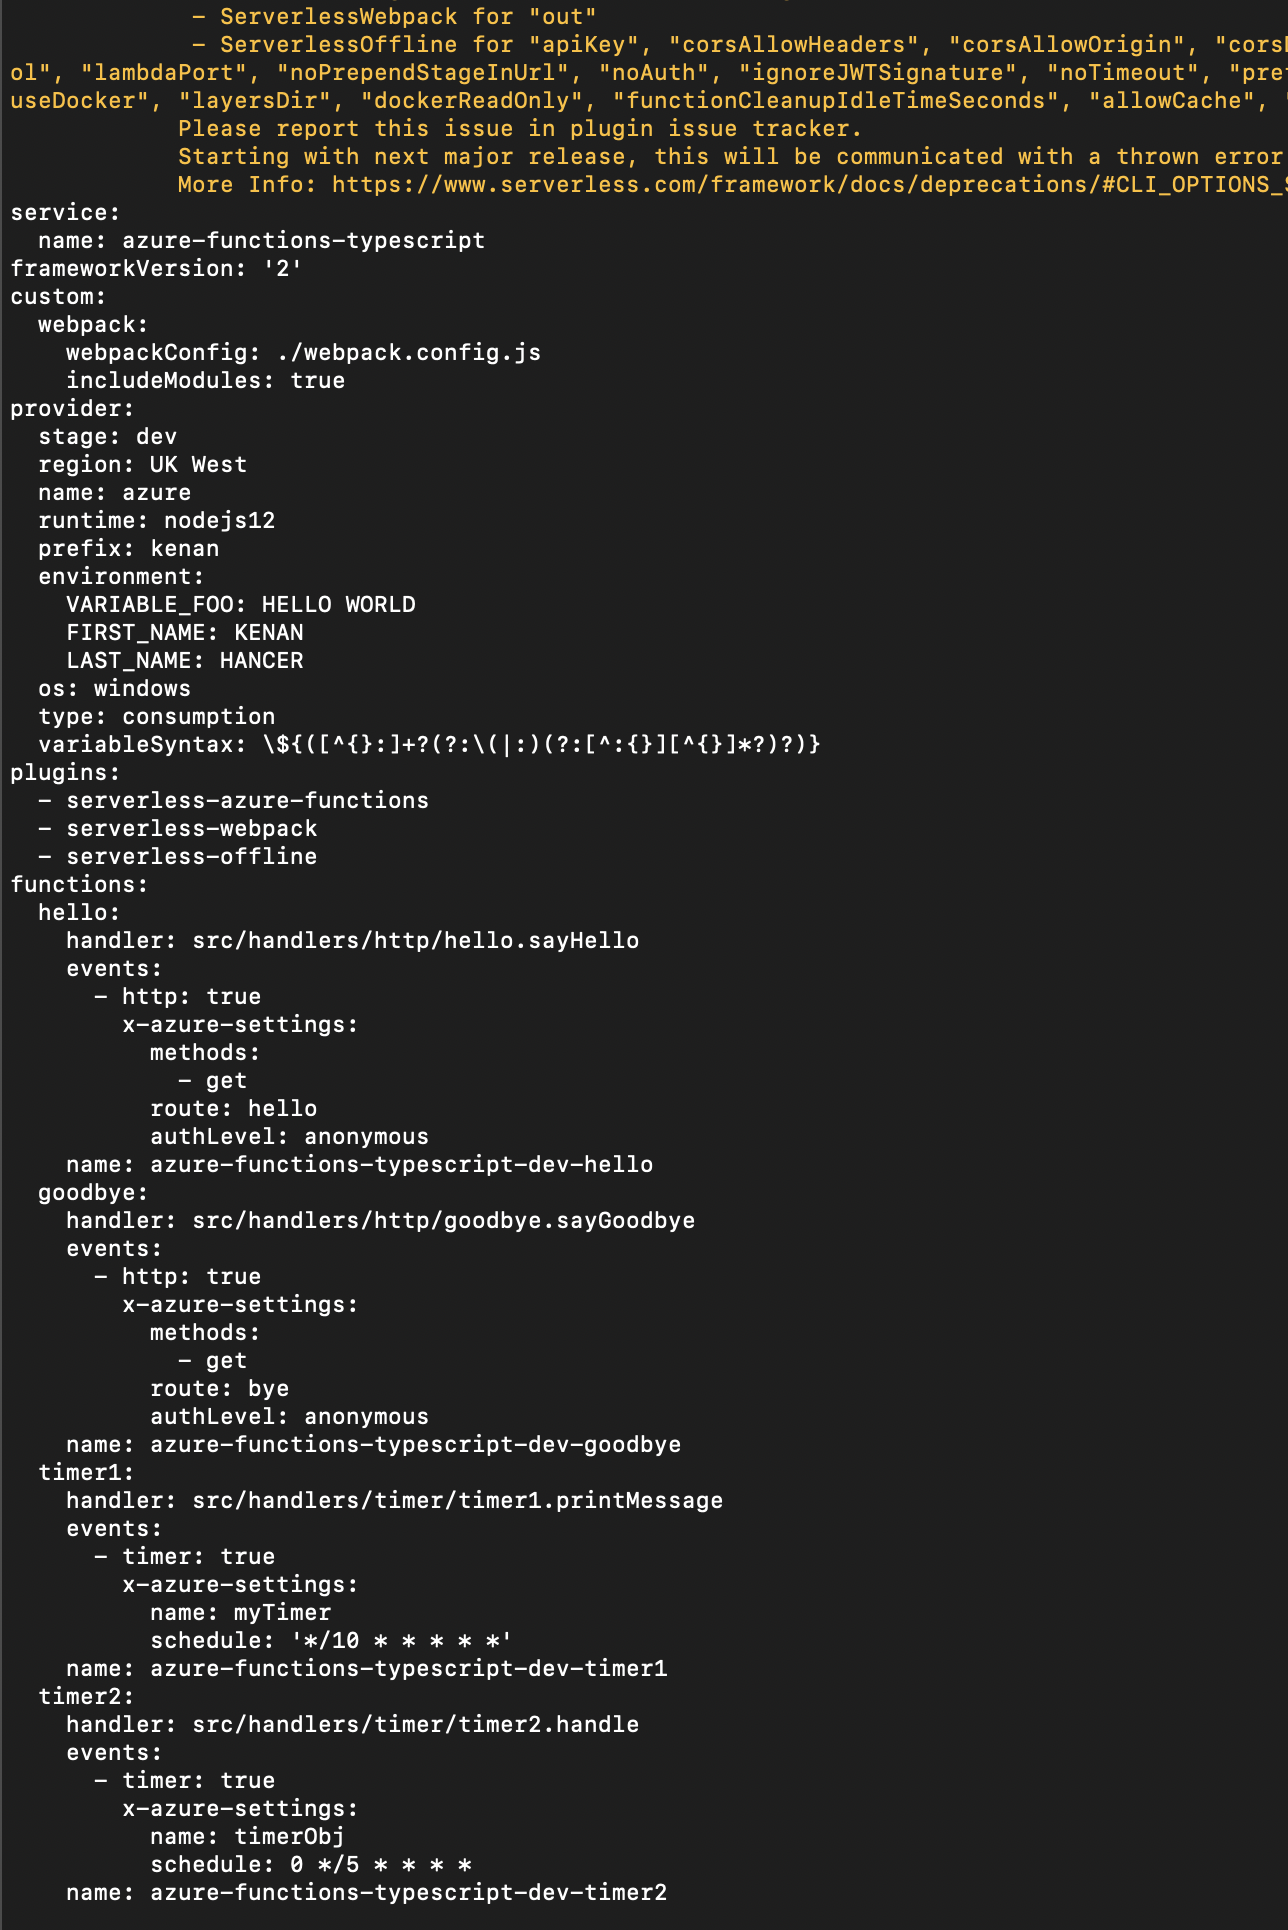 - ServerlessWebpack for "out"
- ServerlessOffline for "apiKey", "corsAllowHeaders", "corsAllowOrigin",
ol", "lambdaPort", "noPrependStageInUrl", "noAuth", "ignoreJWTSignature", "noTimeout",
useDocker", "layersDir", "dockerReadOnly", "functionCleanupIdleTimeSeconds", "allowCache",
Please report this issue in plugin issue tracker.
Starting with next major release, this will be communicated with a thrown error
More Info: https://www.serverless.com/framework/docs/deprecations/#CLI_OPTIONS_
service:
  name: azure-functions-typescript
frameworkVersion: '2'
custom:
  webpack:
    webpackConfig: ./webpack.config.js
    includeModules: true
provider:
  stage: dev
  region: UK West
  name: azure
  runtime: nodejs12
  prefix: kenan
  environment:
    VARIABLE_FOO: HELLO WORLD
    FIRST_NAME: KENAN
    LAST_NAME: HANCER
  os: windows
  type: consumption
  variableSyntax: \${([^{}:]+?(?:\(|:)(?:[^:{}][^{}]*?)?)}
plugins:
  - serverless-azure-functions
  - serverless-webpack
  - serverless-offline
functions:
  hello:
    handler: src/handlers/http/hello.sayHello
    events:
      - http: true
        x-azure-settings:
          methods:
            - get
          route: hello
          authLevel: anonymous
    name: azure-functions-typescript-dev-hello
  goodbye:
    handler: src/handlers/http/goodbye.sayGoodbye
    events:
      - http: true
        x-azure-settings:
          methods:
            - get
          route: bye
          authLevel: anonymous
    name: azure-functions-typescript-dev-goodbye
  timer1:
    handler: src/handlers/timer/timer1.printMessage
    events:
      - timer: true
        x-azure-settings:
          name: myTimer
          schedule: '*/10 * * * * *'
    name: azure-functions-typescript-dev-timer1
  timer2:
    handler: src/handlers/timer/timer2.handle
    events:
      - timer: true
        x-azure-settings:
          name: timerObj
          schedule: 0 */5 * * * *
    name: azure-functions-typescript-dev-timer2